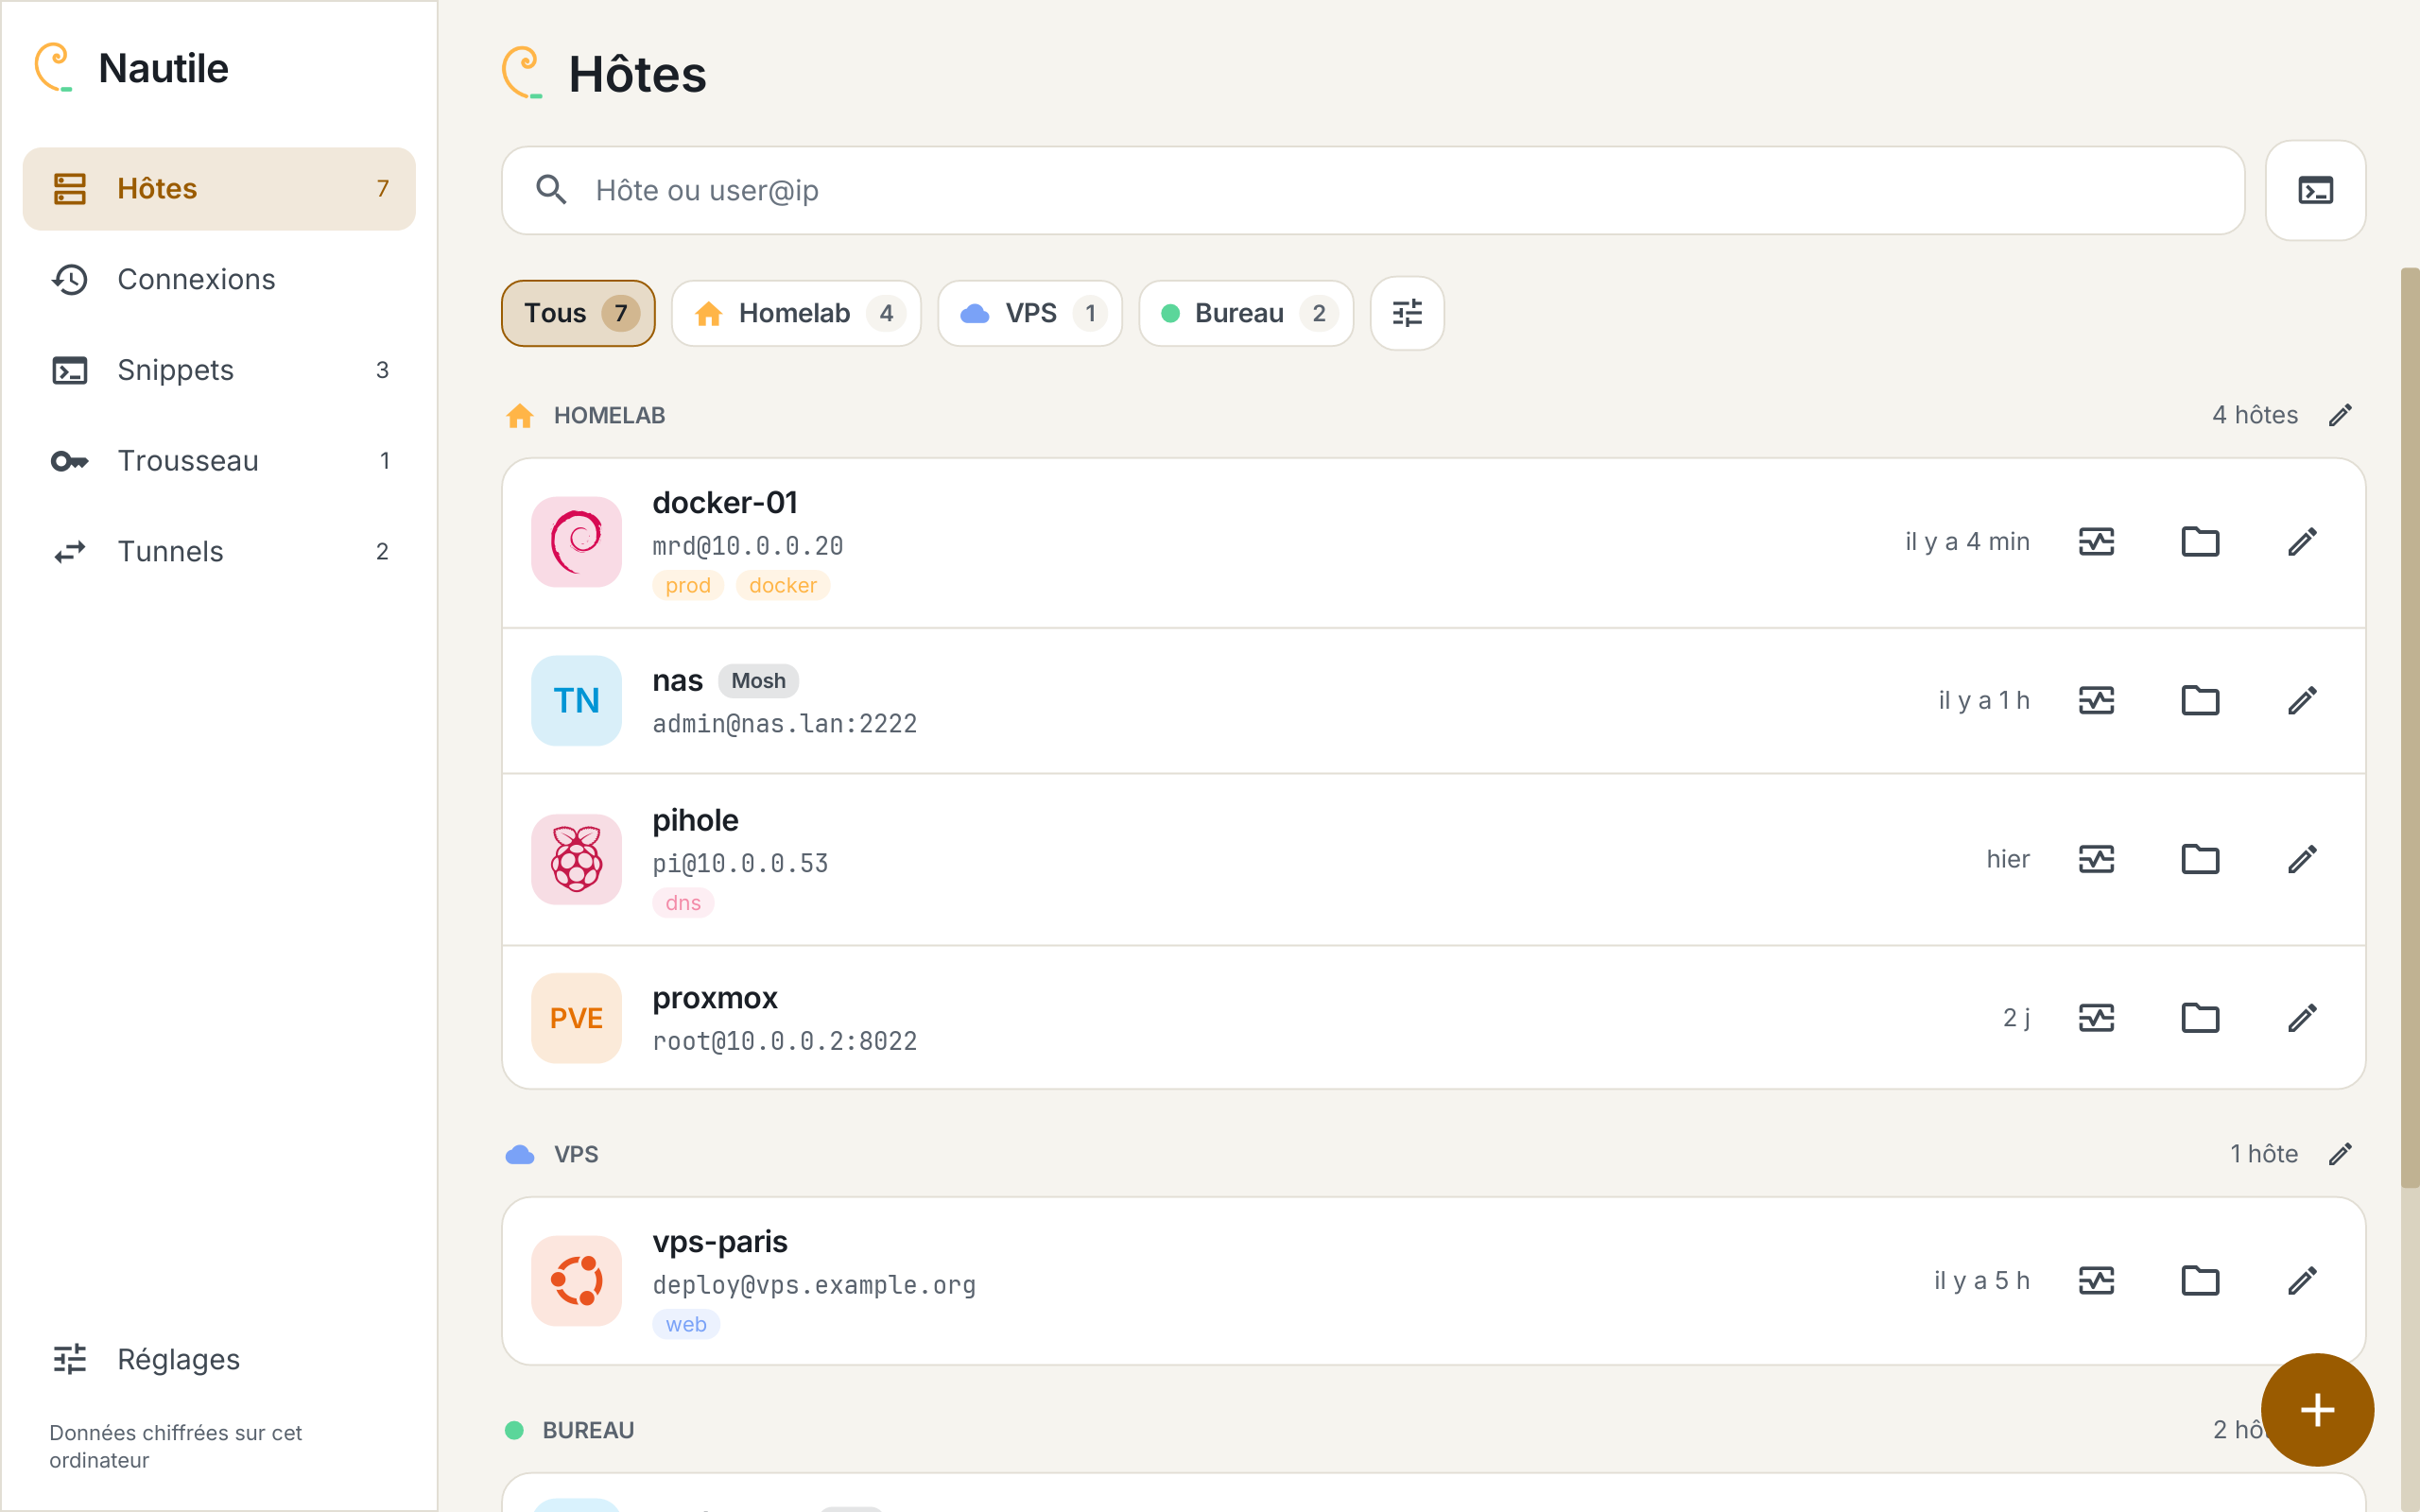 Nautile
Hôtes 7
Connexions
Snippets 3
Trousseau 1
Tunnels 2
Réglages
Données chiffrées sur cet
ordinateur
Hôtes
Hôte ou user@ip
Tous 7 Homelab 4 VPS 1 Bureau 2
HOMELAB 4 hôtes
docker-01
mrd@10.0.0.20
prod docker
il y a 4 min
TN
nas Mosh
admin@nas.lan:2222
il y a 1 h
pihole
pi@10.0.0.53
dns
hier
PVE
proxmox
root@10.0.0.2:8022
2 j
VPS 1 hôte
vps-paris
deploy@vps.example.org
web
il y a 5 h
BUREAU 2